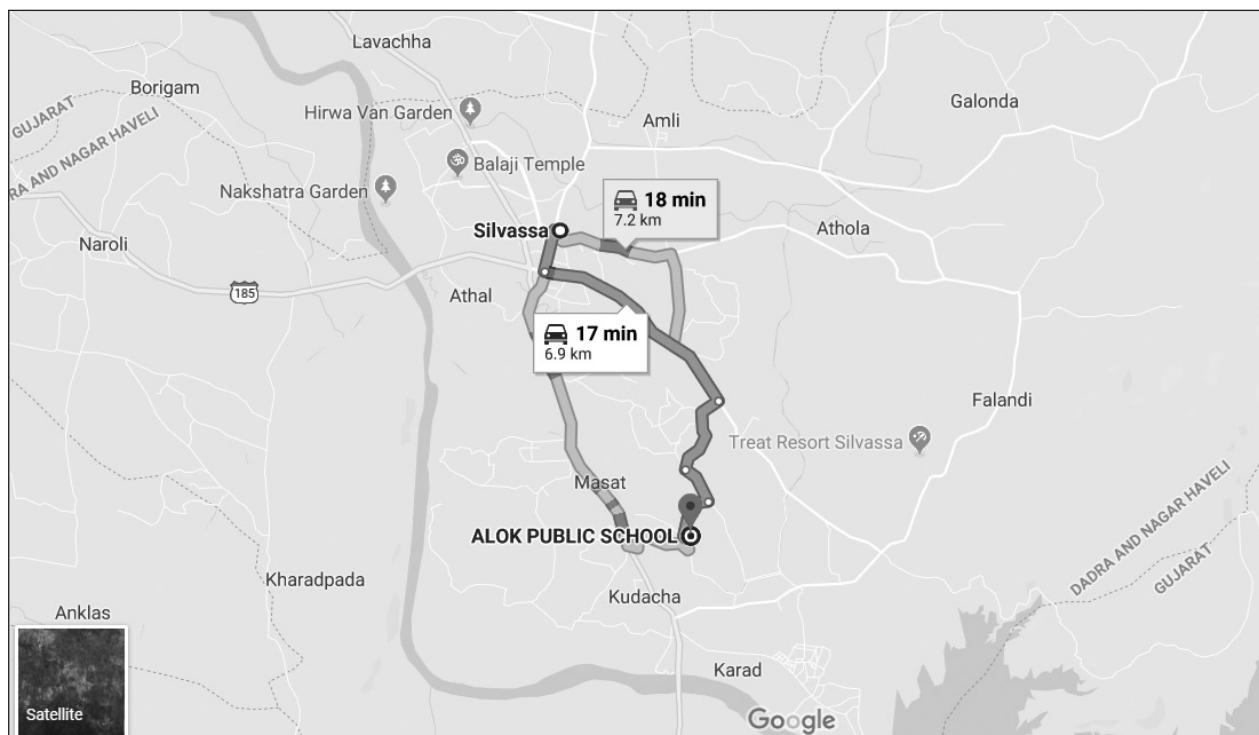 Lavachha
Borigam
Galonda
GUJARAT
Hirwa Van Garden
Amli
RA AND NAGAR HAVELI
Balaji Temple
Nakshatra Garden
18 min
7.2 km
Silvassa
Athola
Naroli
185
Athal
17 min
6.9 km
Falandi
Treat Resort Silvassa
Masat
ALOK PUBLIC SCHOOL
DADRA AND NAGAR HAVELI
GUJARAT
Kharadpada
Kudacha
Anklas
Karad
Satellite
Google